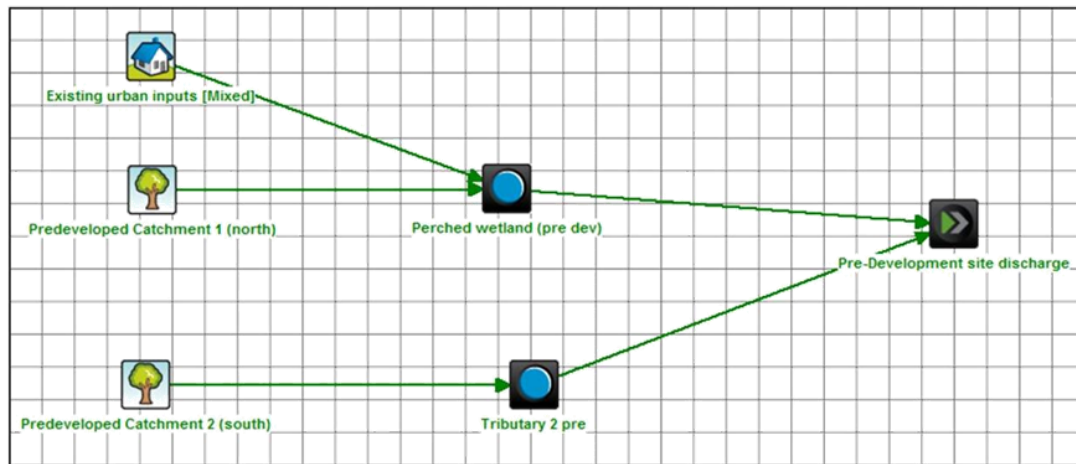 Existing urban inputs [Mixed]
Predeveloped Catchment 1 (north)
Perched wetland (pre dev)
Pre-Development site discharge
Predeveloped Catchment 2 (south)
Tributary 2 pre